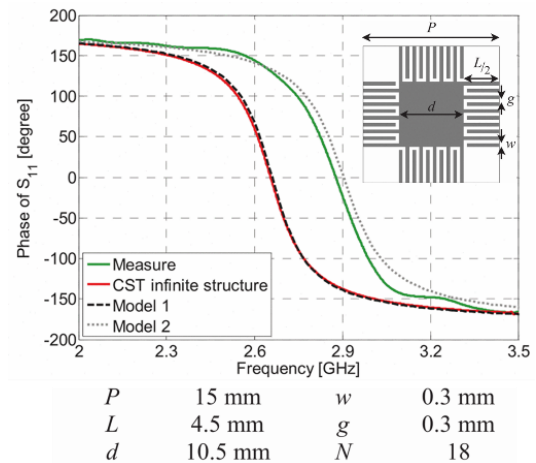 200
150
100
50
0
-50
-100
-150
-200
Phase of S11 [degree]
P
L/2
g
d
w
Measure
CST infinite structure
Model 1
Model 2
2 2.3 2.6 2.9 3.2 3.5
Frequency [GHz]
P 15 mm w 0.3 mm
L 4.5 mm g 0.3 mm
d 10.5 mm N 18